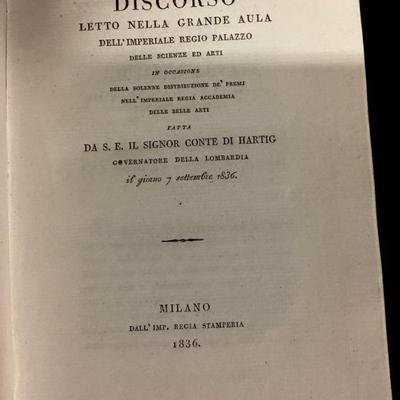 DISCORSO
LETTO NELLA GRANDE AULA
DELL'IMPERIALE REGIO PALAZZO
DELLE SCIENZE ED ARTI
IN OCCASIONE
DELLA SOLENNE DISTRIBUZIONE DE' PREMJ
NELL'IMPERIALE REGIA ACCADEMIA
DELLE BELLE ARTI
FATTA
DA S. E. IL SIGNOR CONTE DI HARTIG
GOVERNATORE DELLA LOMBARDIA
il giorno 7 settembre 1836.
MILANO
DALL'IMP. REGIA STAMPERIA
1836.